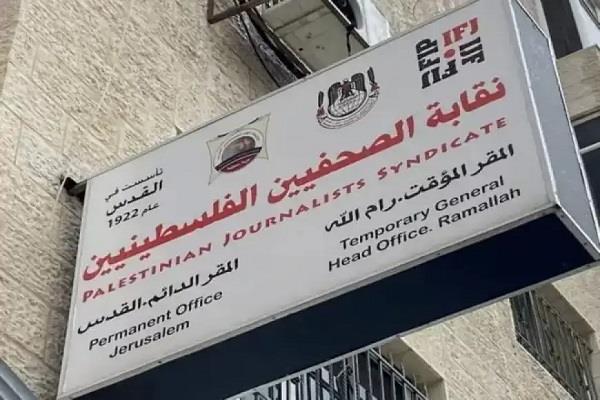 FIP IFJ
تأسست في
القدس
عام 1922
نقابة الصحفيين الفلسطينيين
PALESTINIAN JOURNALISTS SYNDICATE
المقر المؤقت.رام الله
Temporary General
Head Office. Ramallah
المقر الدائم.القدس
Permanent Office
Jerusalem